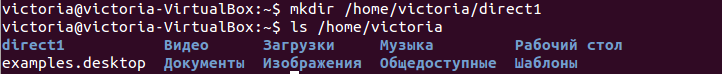 victoria@victoria-VirtualBox:~$ mkdir /home/victoria/direct1
victoria@victoria-VirtualBox:~$ ls /home/victoria
direct1 Видео Загрузки Музыка Рабочий стол
examples.desktop Документы Изображения Общедоступные Шаблоны